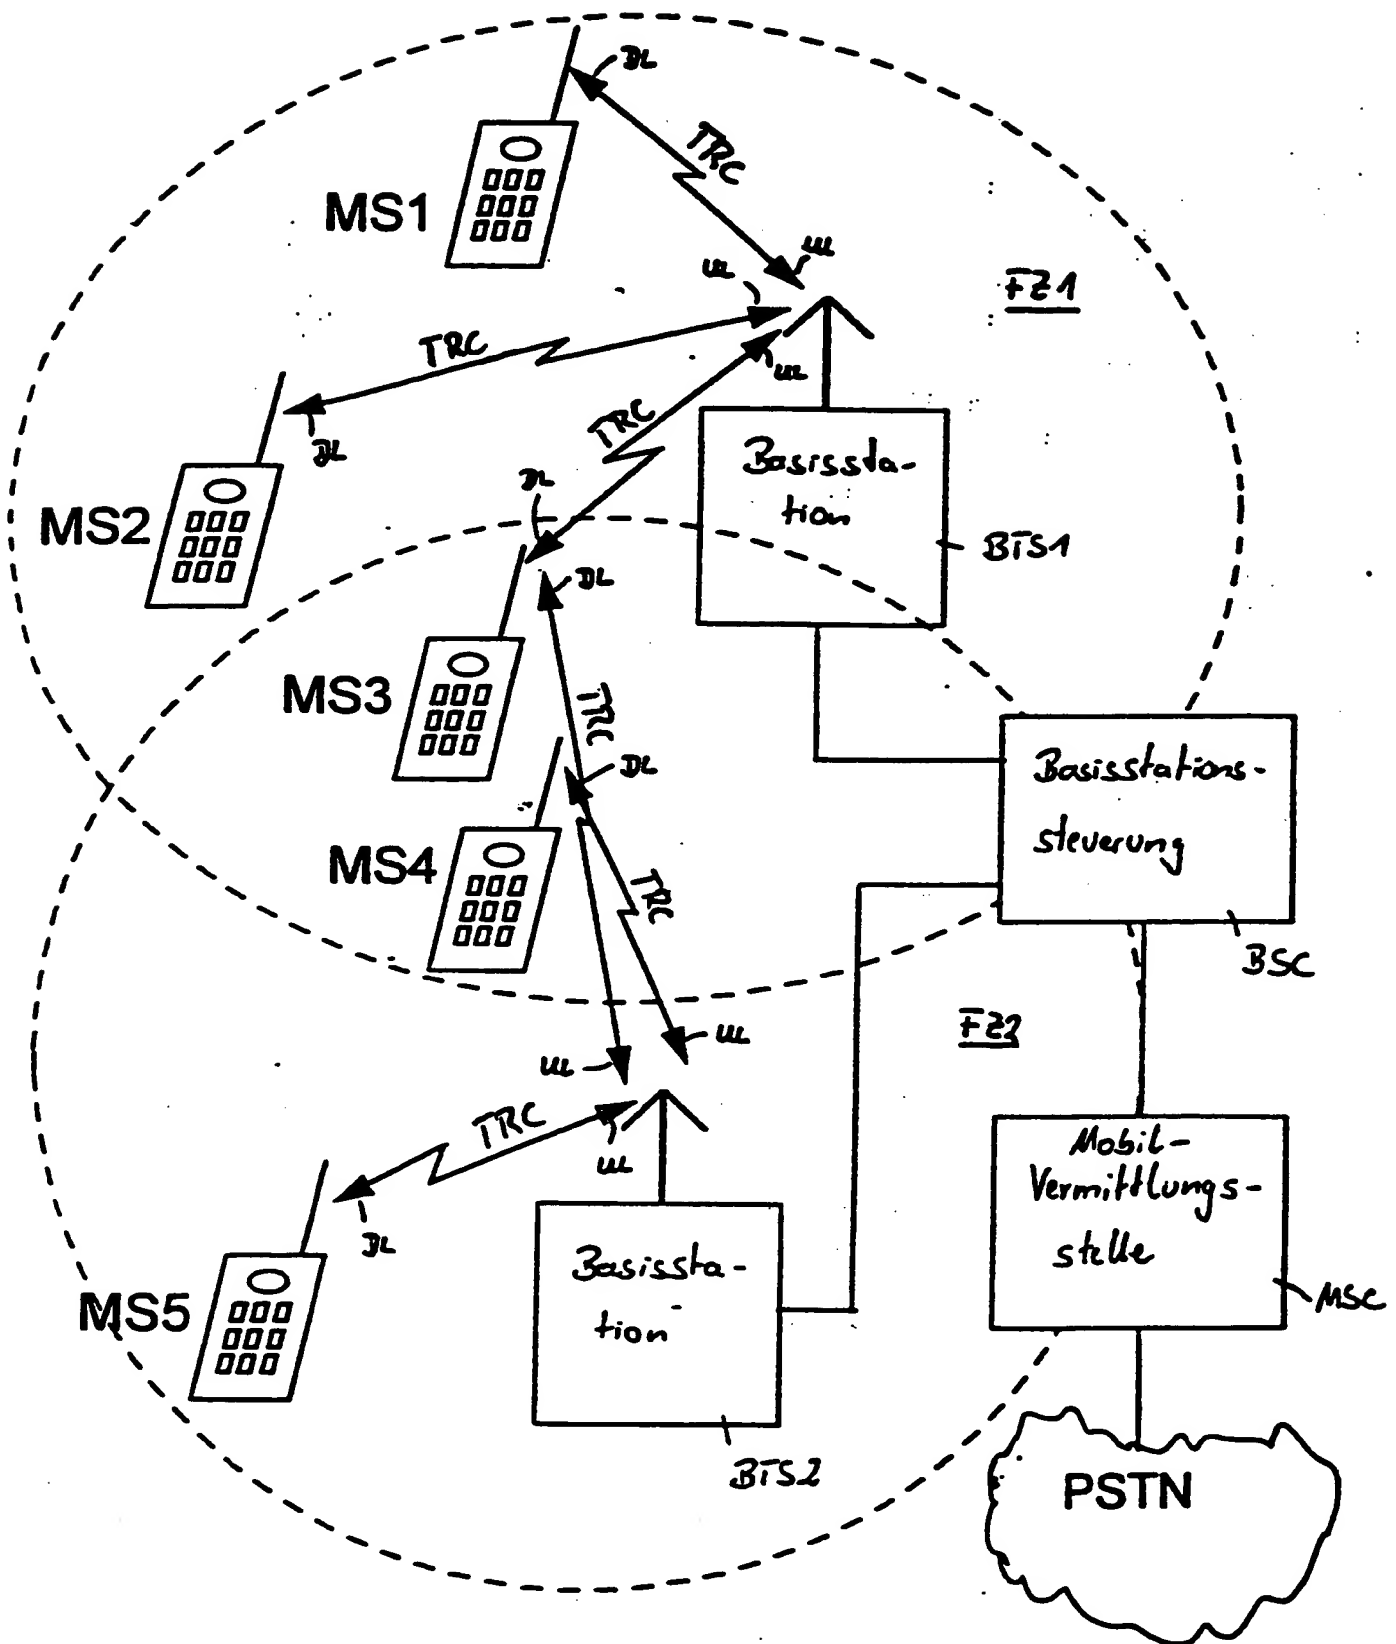 DL
TRC
MS1
UL
UL
FZ1
TRC
UL
TRC
DL
Basissta-
tion
DL
MS2
BTS1
DL
MS3
TRC
DL
Basisstations-
steuerung
MS4
TRC
BSC
FZ2
UL
UL
TRC
UL
Mobil-
Vermittlungs-
stelle
DL
Basissta-
tion
MS5
MSC
BTS2
PSTN